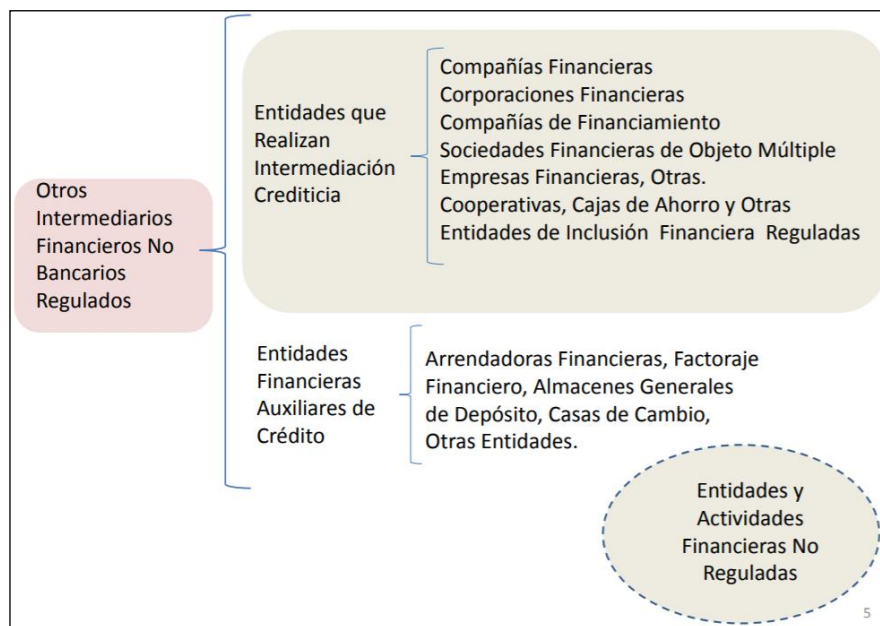 Otros
Intermediarios
Financieros No
Bancarios
Regulados
Entidades que
Realizan
Intermediación
Crediticia
Compañías Financieras
Corporaciones Financieras
Compañías de Financiamiento
Sociedades Financieras de Objeto Múltiple
Empresas Financieras, Otras.
Cooperativas, Cajas de Ahorro y Otras
Entidades de Inclusión Financiera Reguladas
Entidades
Financieras
Auxiliares de
Crédito
Arrendadoras Financieras, Factoraje
Financiero, Almacenes Generales
de Depósito, Casas de Cambio,
Otras Entidades.
Entidades y
Actividades
Financieras No
Reguladas
5